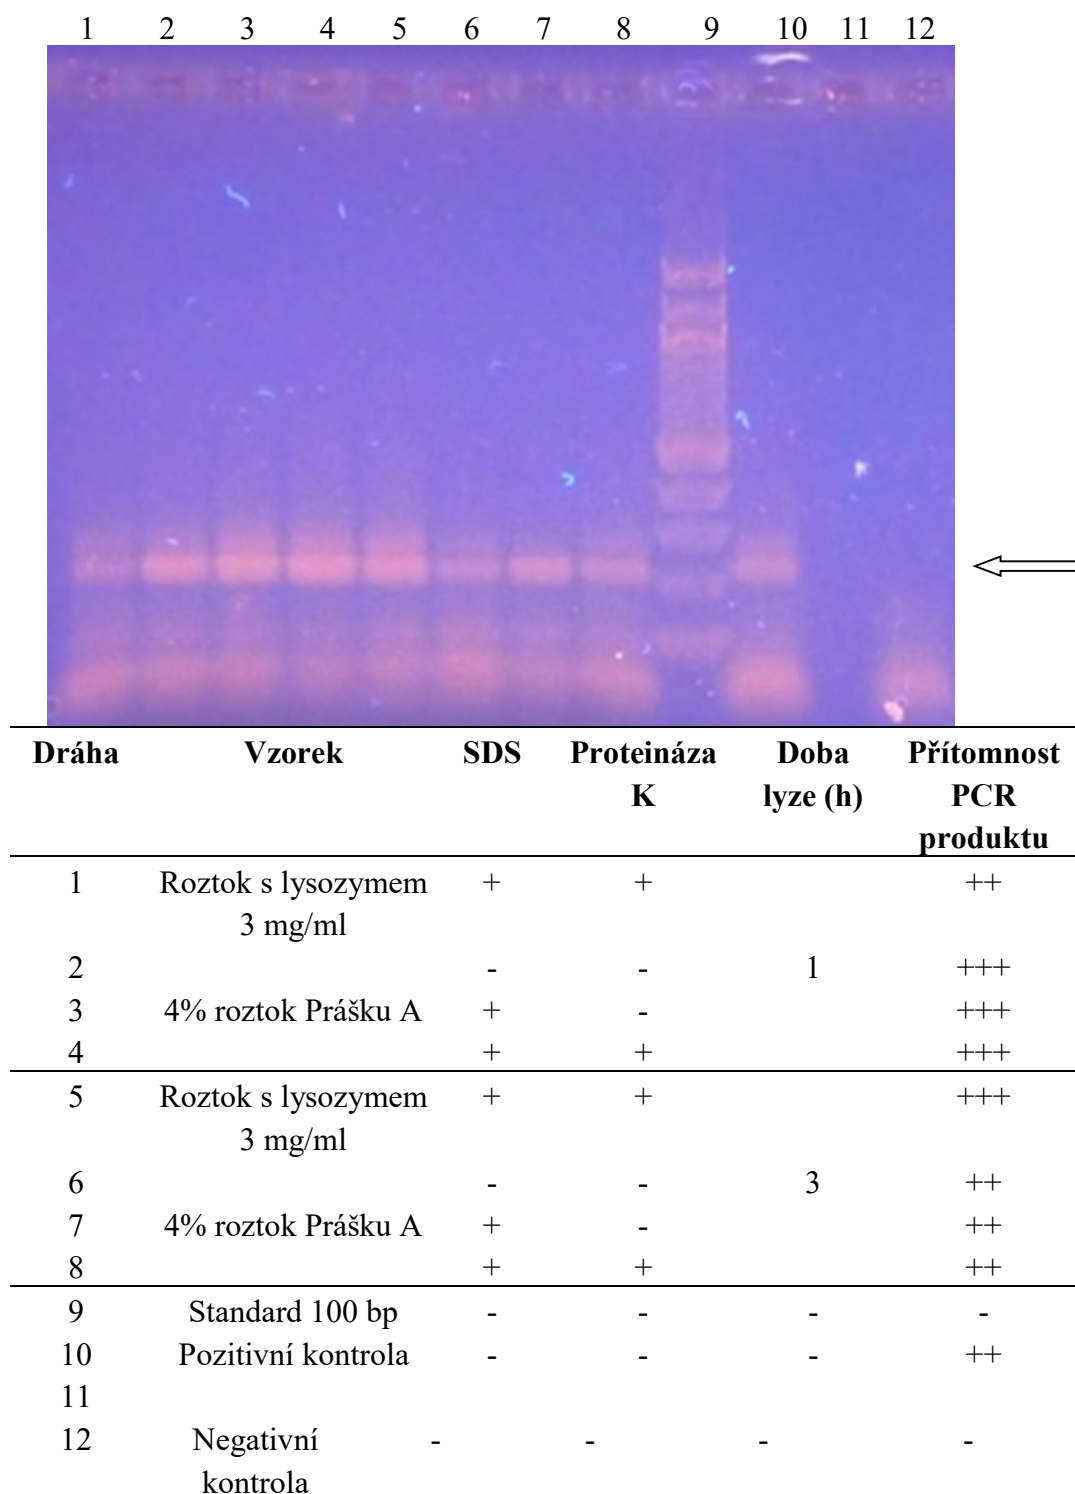 1 2 3 4 5 6 7 8 9 10 11 12
Dráha Vzorek SDS Proteináza Doba Přítomnost
K lyze (h) PCR
produktu
1 Roztok s lysozymem + + ++
3 mg/ml
2 - - 1 +++
3 4% roztok Prášku A + - +++
4 + + +++
5 Roztok s lysozymem + + +++
3 mg/ml
6 - - 3 ++
7 4% roztok Prášku A + - ++
8 + + ++
9 Standard 100 bp - - - -
10 Pozitivní kontrola - - - ++
11
12 Negativní - - - -
kontrola